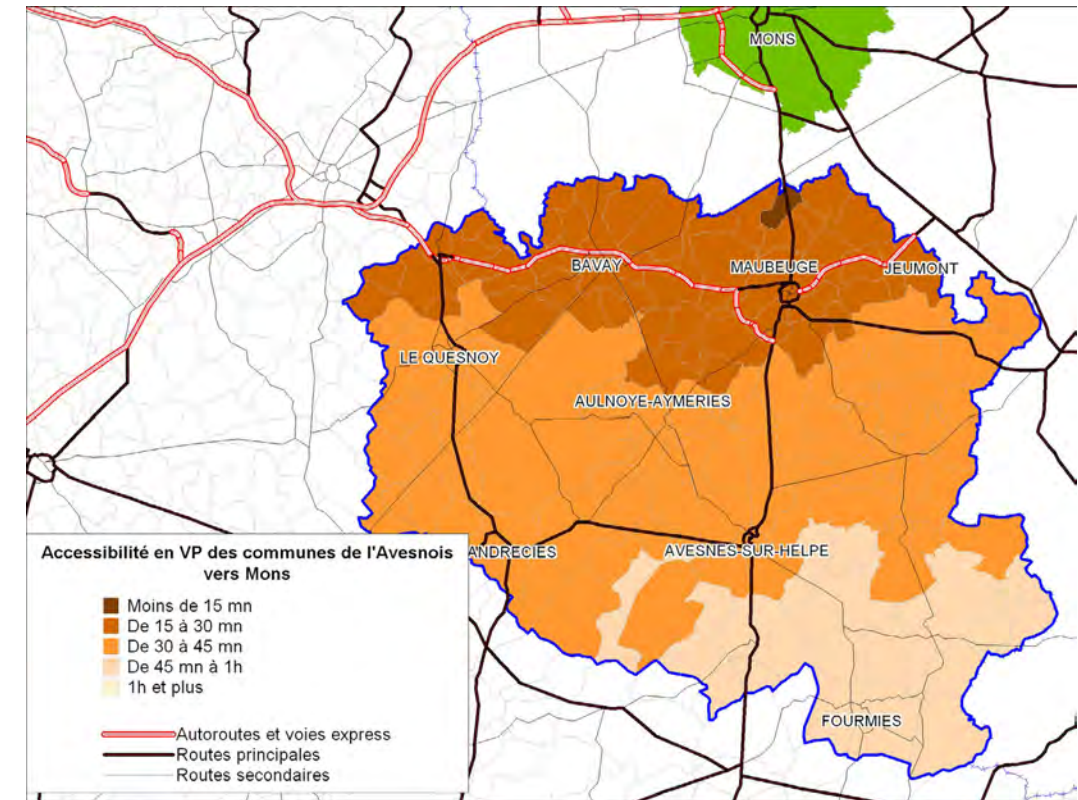 MONS
BAVAY
MAUBEUGE
JEUMONT
LE QUESNOY
AULNOYE-AYMERIES
ANDRECIES
AVESNES-SUR-HELPE
FOURMIES
Accessibilité en VP des communes de l'Avesnois
vers Mons
Moins de 15 mn
De 15 à 30 mn
De 30 à 45 mn
De 45 mn à 1h
1h et plus
Autoroutes et voies express
Routes principales
Routes secondaires